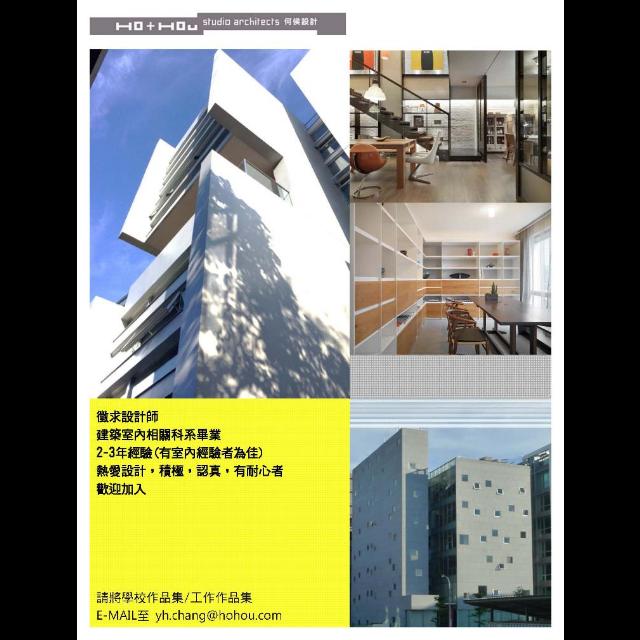 HO+HOU studio architects 何侯設計
徵求設計師
建築室內相關科系畢業
2-3年經驗(有室內經驗者為佳)
熱愛設計，積極，認真，有耐心者
歡迎加入
請將學校作品集/工作作品集
E-MAIL至 yh.chang@hohou.com